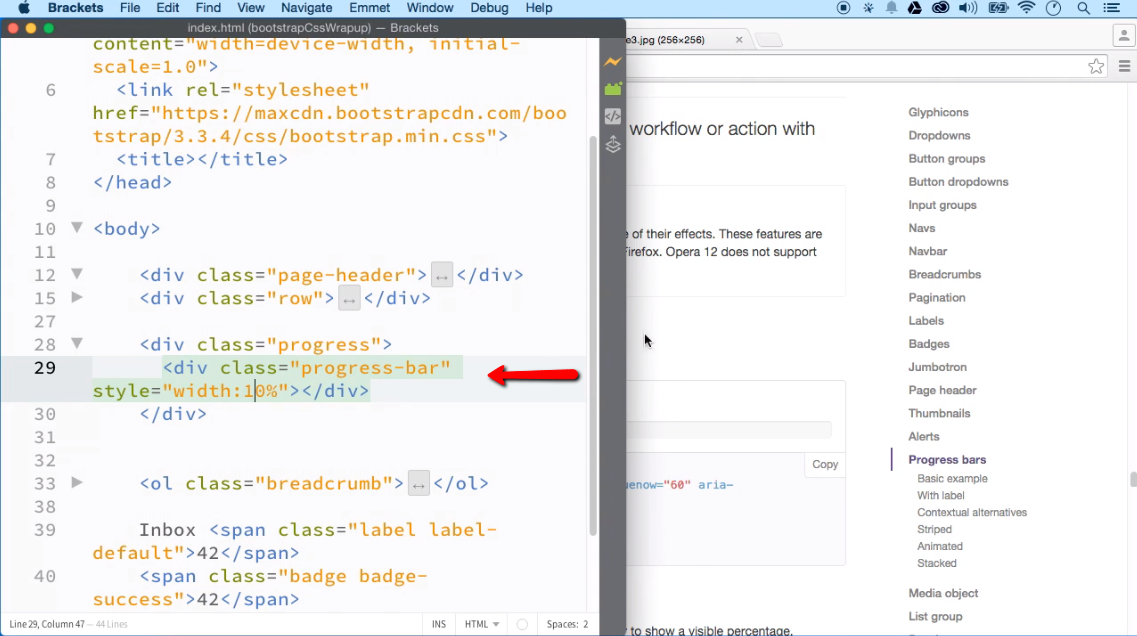 Brackets File Edit Find View Navigate Emmet Window Debug Help
index.html (bootstrapCssWrapup) — Brackets
content="width=device-width, initial-
scale=1.0">
6 <link rel="stylesheet"
href="https://maxcdn.bootstrapcdn.com/boo
tstrap/3.3.4/css/bootstrap.min.css">
7 <title></title>
8 </head>
9
10 <body>
11
12 <div class="page-header"></div>
15 <div class="row"></div>
27
28 <div class="progress">
29 <div class="progress-bar"
style="width:10%"></div>
30 </div>
31
32
33 <ol class="breadcrumb"></ol>
38
39 Inbox <span class="label label-
default">42</span>
40 <span class="badge badge-
success">42</span>
Line 29, Column 47 — 44 Lines
INS HTML Spaces: 2
e3.jpg (256×256)
workflow or action with
e of their effects. These features are
Firefox. Opera 12 does not support
Copy
uenow="60" aria-
to show a visible percentage.
Glyphicons
Dropdowns
Button groups
Button dropdowns
Input groups
Navs
Navbar
Breadcrumbs
Pagination
Labels
Badges
Jumbotron
Page header
Thumbnails
Alerts
Progress bars
Basic example
With label
Contextual alternatives
Striped
Animated
Stacked
Media object
List group